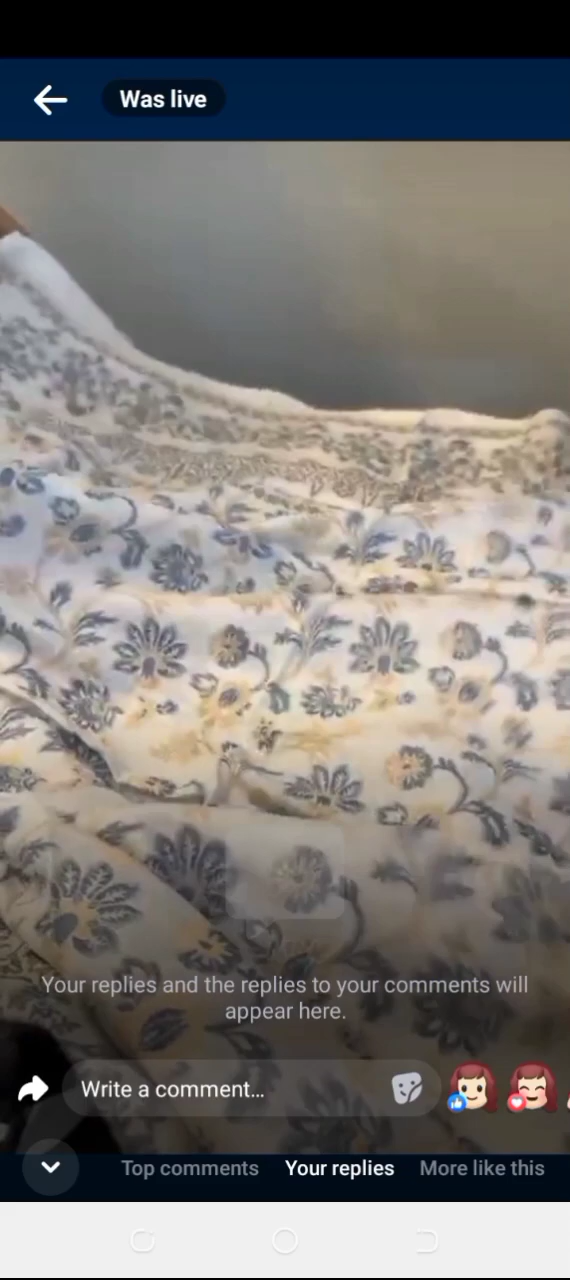 Was live
Your replies and the replies to your comments will
appear here.
Write a comment...
Top comments Your replies More like this